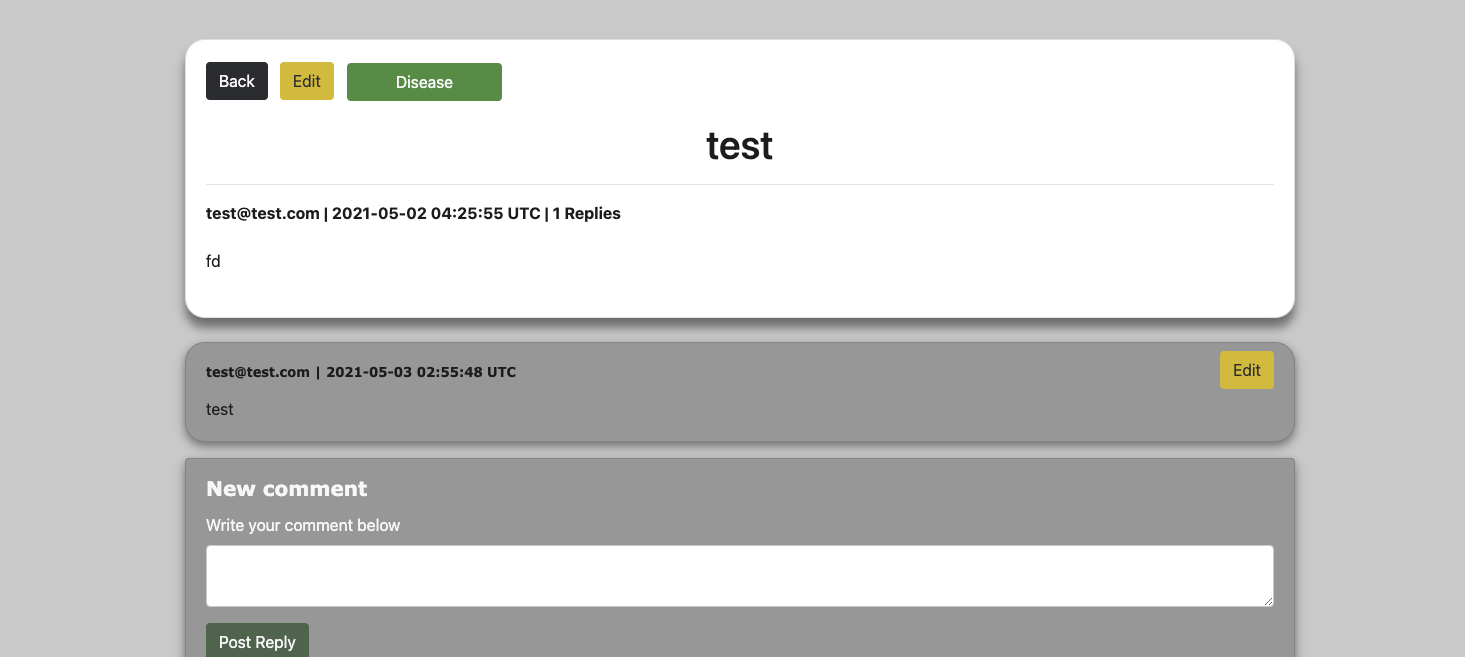 Back Edit Disease
test
test@test.com | 2021-05-02 04:25:55 UTC | 1 Replies
fd
test@test.com | 2021-05-03 02:55:48 UTC Edit
test
New comment
Write your comment below
Post Reply